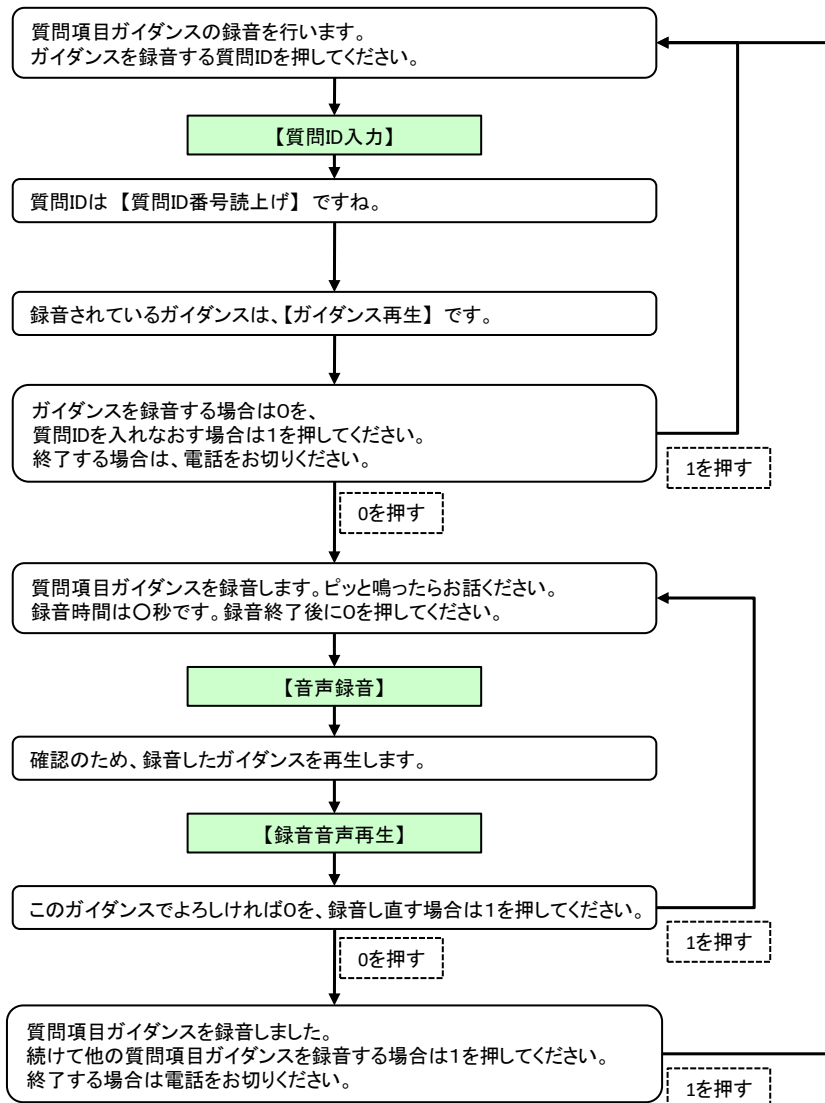 質問項目ガイダンスの録音を行います。
ガイダンスを録音する質問IDを押してください。
【質問ID入力】
質問IDは 【質問ID番号読上げ】 ですね。
録音されているガイダンスは、【ガイダンス再生】 です。
ガイダンスを録音する場合は0を、
質問IDを入れなおす場合は1を押してください。
終了する場合は、電話をお切りください。
1を押す
0を押す
質問項目ガイダンスを録音します。ピッと鳴ったらお話ください。
録音時間は〇秒です。録音終了後に0を押してください。
【音声録音】
確認のため、録音したガイダンスを再生します。
【録音音声再生】
このガイダンスでよろしければ0を、録音し直す場合は1を押してください。
1を押す
0を押す
質問項目ガイダンスを録音しました。
続けて他の質問項目ガイダンスを録音する場合は1を押してください。
終了する場合は電話をお切りください。
1を押す